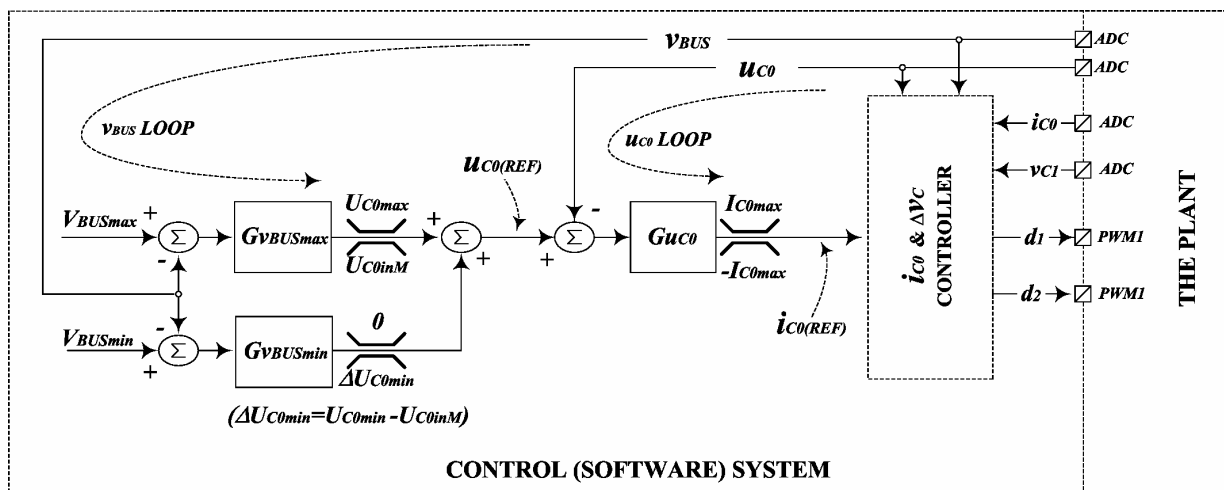 vBUS
ADC
uC0
ADC
vBUS LOOP
uC0 LOOP
iC0
ADC
uC0(REF)
vC1
ADC
VBUSmax
+
-
Σ
GvBUSmax
UC0max
UC0inM
+
+
Σ
-
+
Σ
GuC0
IC0max
-IC0max
iC0 & ΔvC
CONTROLLER
d1
PWM1
d2
PWM1
THE PLANT
iC0(REF)
VBUSmin
-
+
Σ
GvBUSmin
0
ΔUC0min
(ΔUC0min=UC0min -UC0inM)
CONTROL (SOFTWARE) SYSTEM